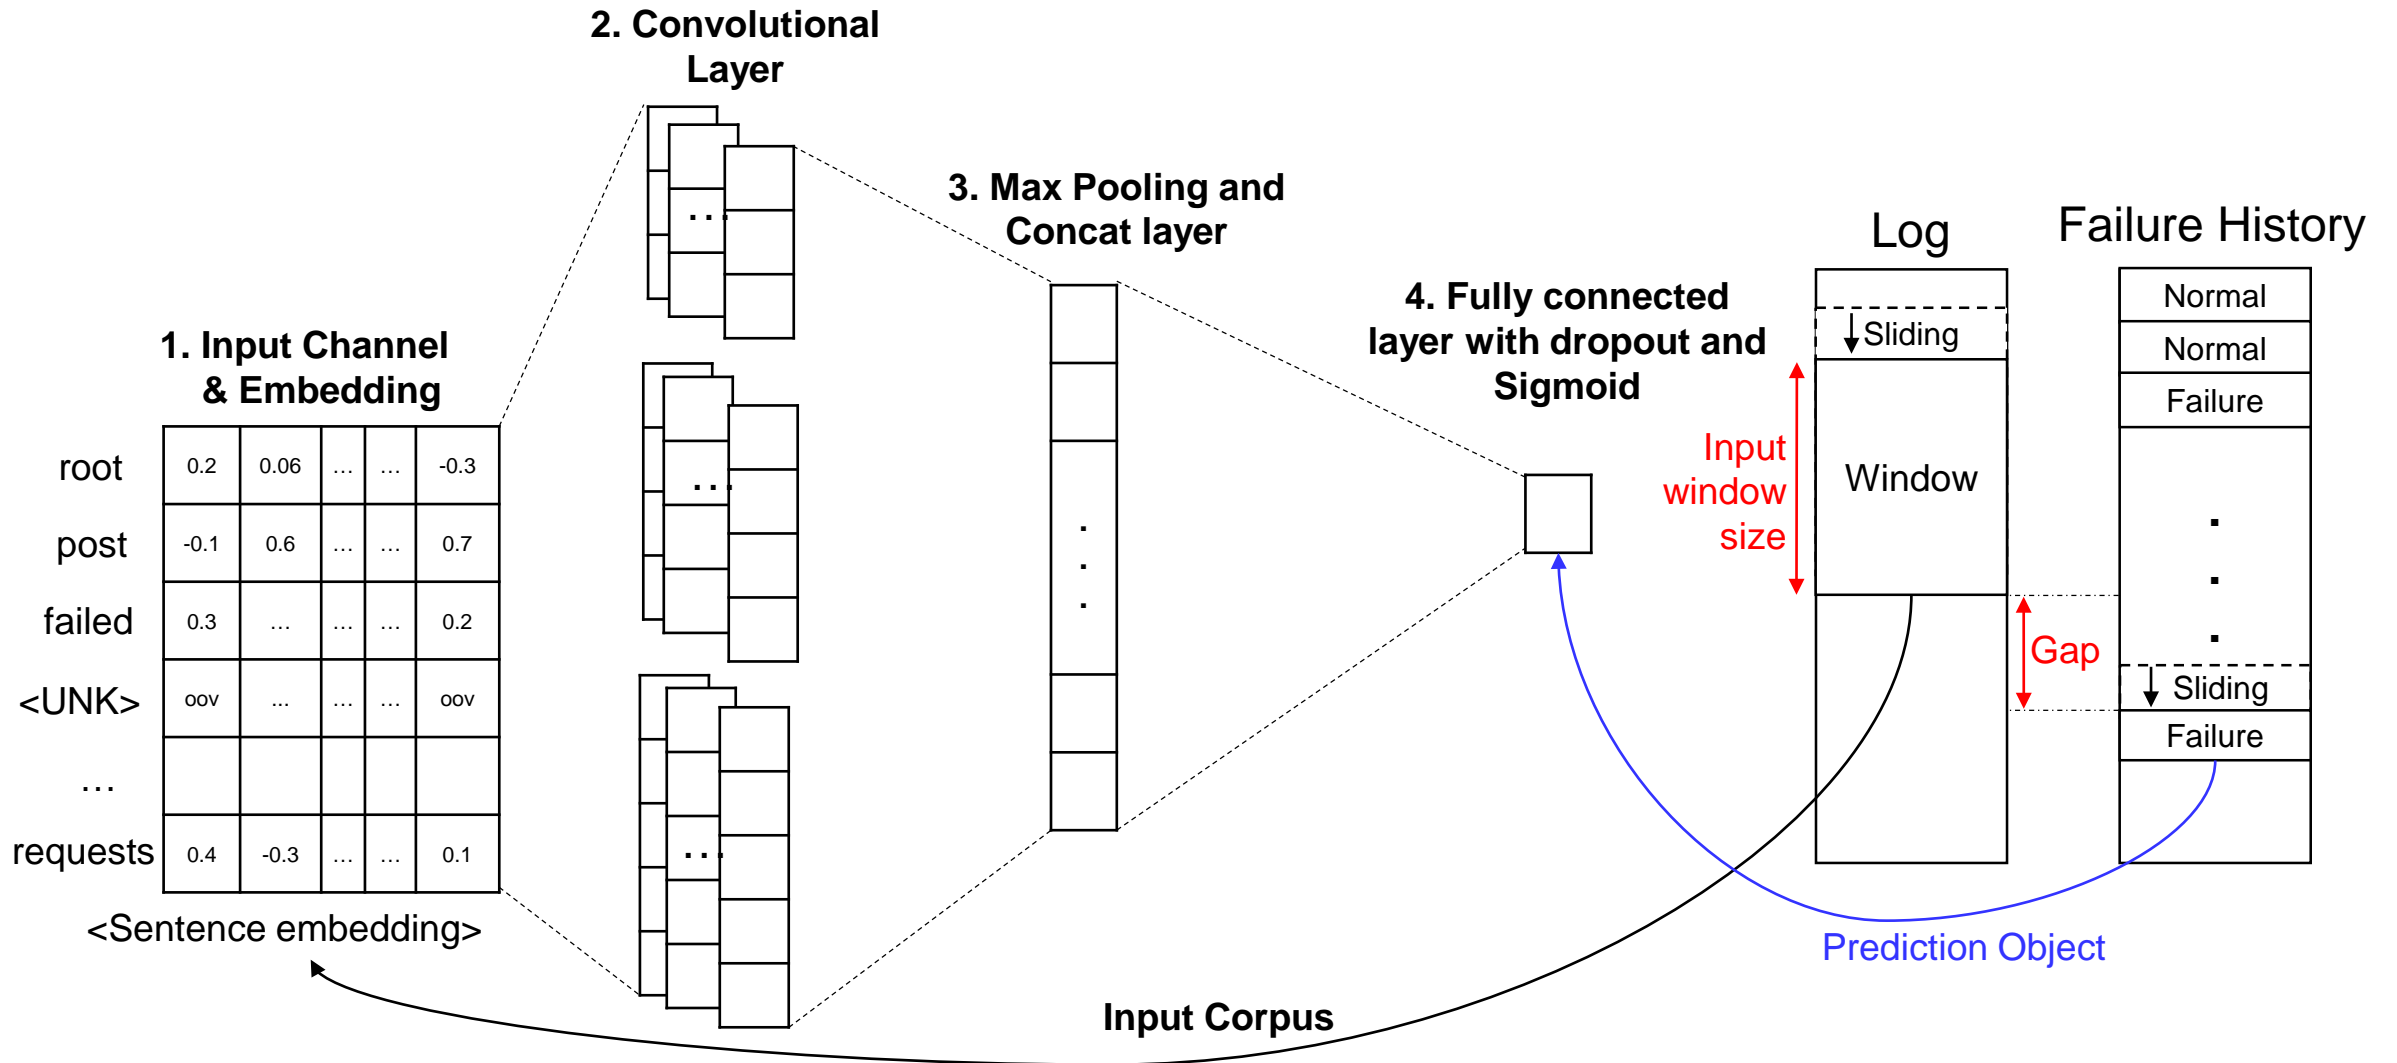 2. Convolutional
Layer
3. Max Pooling and
Concat layer
Log
Failure History
4. Fully connected
layer with dropout and
Sigmoid
1. Input Channel
& Embedding
root 0.2 0.06 … … -0.3
post -0.1 0.6 … … 0.7
failed 0.3 … … … 0.2
<UNK> oov ... … … oov
…
requests 0.4 -0.3 … … 0.1
<Sentence embedding>
...
...
...
. . .
Sliding
Window
Input
window
size
Gap
Normal
Normal
Failure
. . .
Sliding
Failure
Prediction Object
Input Corpus